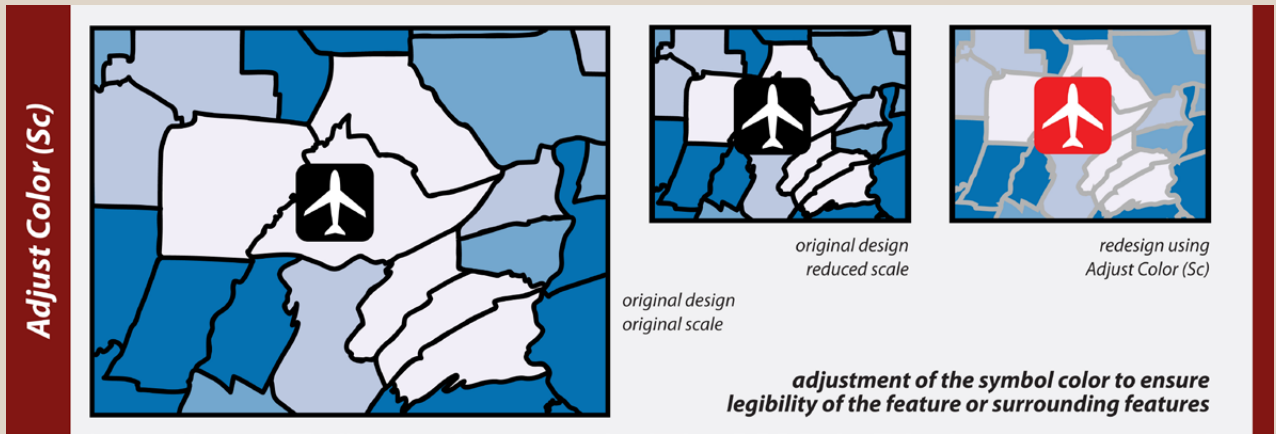 Adjust Color (Sc)
original design
original scale
original design
reduced scale
redesign using
Adjust Color (Sc)
adjustment of the symbol color to ensure
legibility of the feature or surrounding features